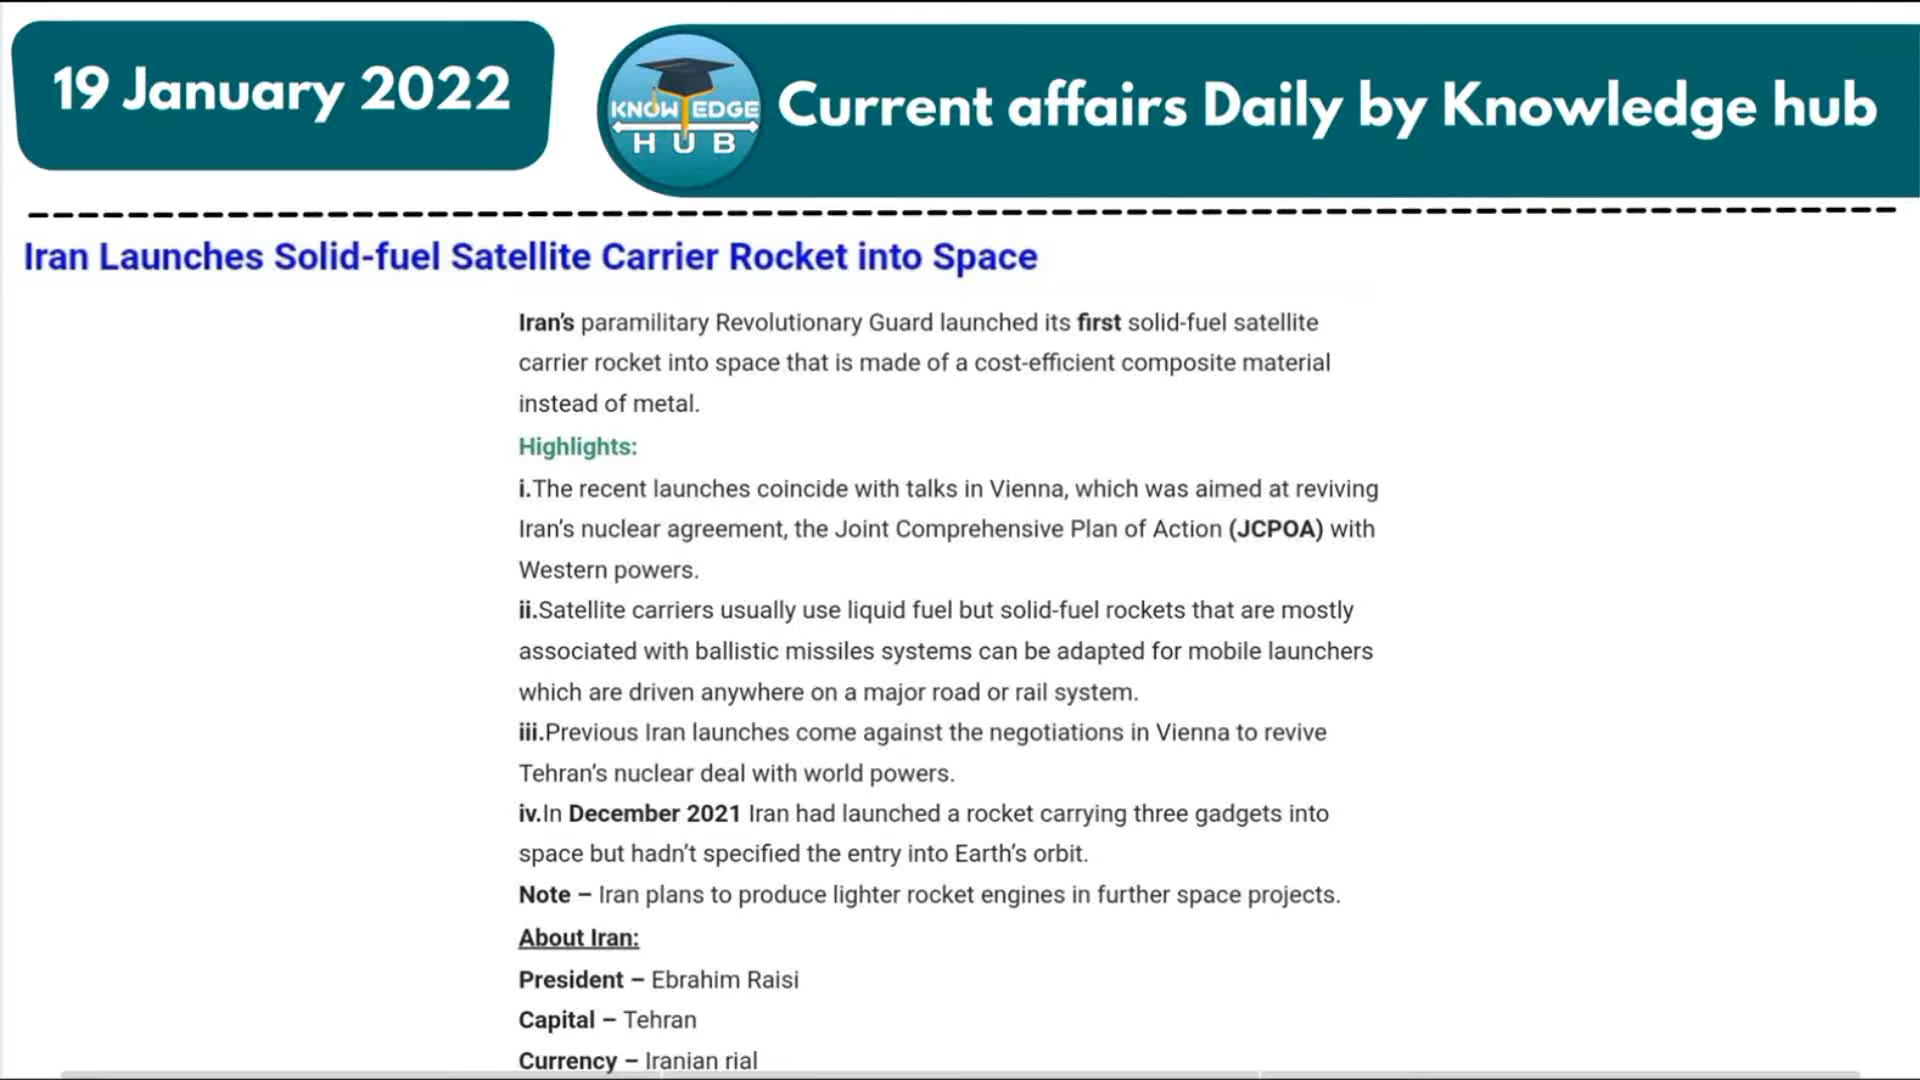 19 January 2022
KNOWLEDGE
HUB
Current affairs Daily by Knowledge hub
Iran Launches Solid-fuel Satellite Carrier Rocket into Space
Iran’s paramilitary Revolutionary Guard launched its first solid-fuel satellite
carrier rocket into space that is made of a cost-efficient composite material
instead of metal.
Highlights:
i.The recent launches coincide with talks in Vienna, which was aimed at reviving
Iran’s nuclear agreement, the Joint Comprehensive Plan of Action (JCPOA) with
Western powers.
ii.Satellite carriers usually use liquid fuel but solid-fuel rockets that are mostly
associated with ballistic missiles systems can be adapted for mobile launchers
which are driven anywhere on a major road or rail system.
iii.Previous Iran launches come against the negotiations in Vienna to revive
Tehran’s nuclear deal with world powers.
iv.In December 2021 Iran had launched a rocket carrying three gadgets into
space but hadn’t specified the entry into Earth’s orbit.
Note – Iran plans to produce lighter rocket engines in further space projects.
About Iran:
President – Ebrahim Raisi
Capital – Tehran
Currency – Iranian rial